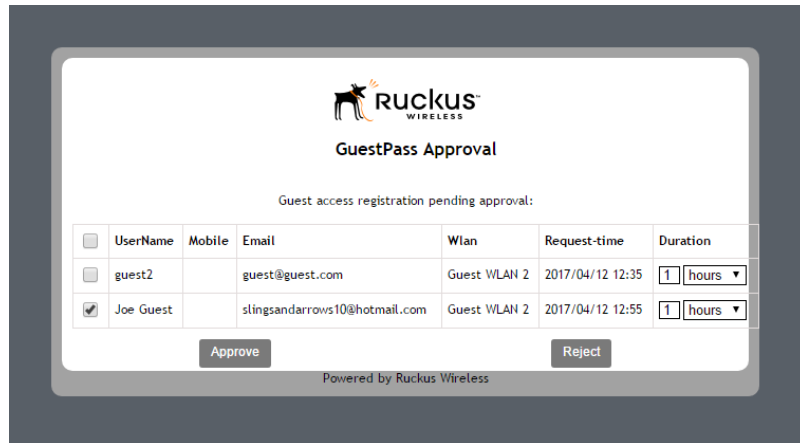 RUCKUS™
WIRELESS
GuestPass Approval
Guest access registration pending approval:
UserName Mobile Email Wlan Request-time Duration
guest2 guest@guest.com Guest WLAN 2 2017/04/12 12:35 1 hours
Joe Guest slingsandarrows10@hotmail.com Guest WLAN 2 2017/04/12 12:55 1 hours
Approve Reject
Powered by Ruckus Wireless